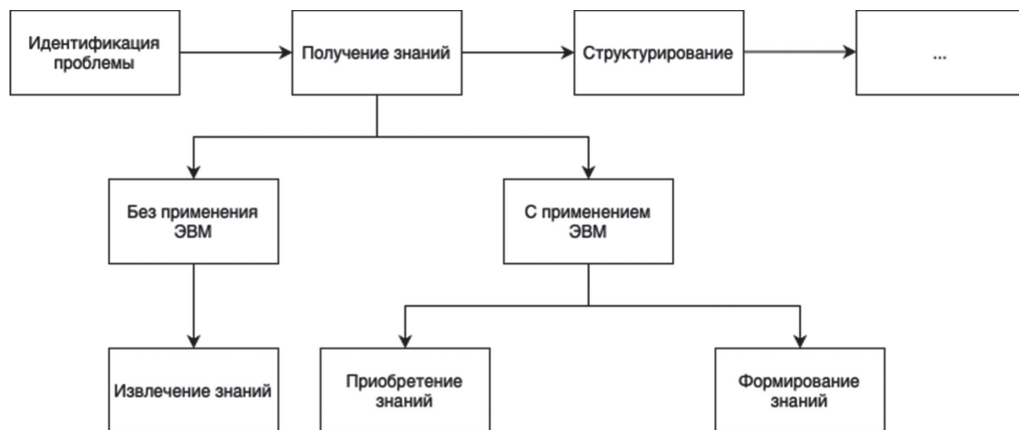 Идентификация
проблемы
Получение знаний
Структурирование
...
Без применения
ЭВМ
С применением
ЭВМ
Извлечение знаний
Приобретение
знаний
Формирование
знаний